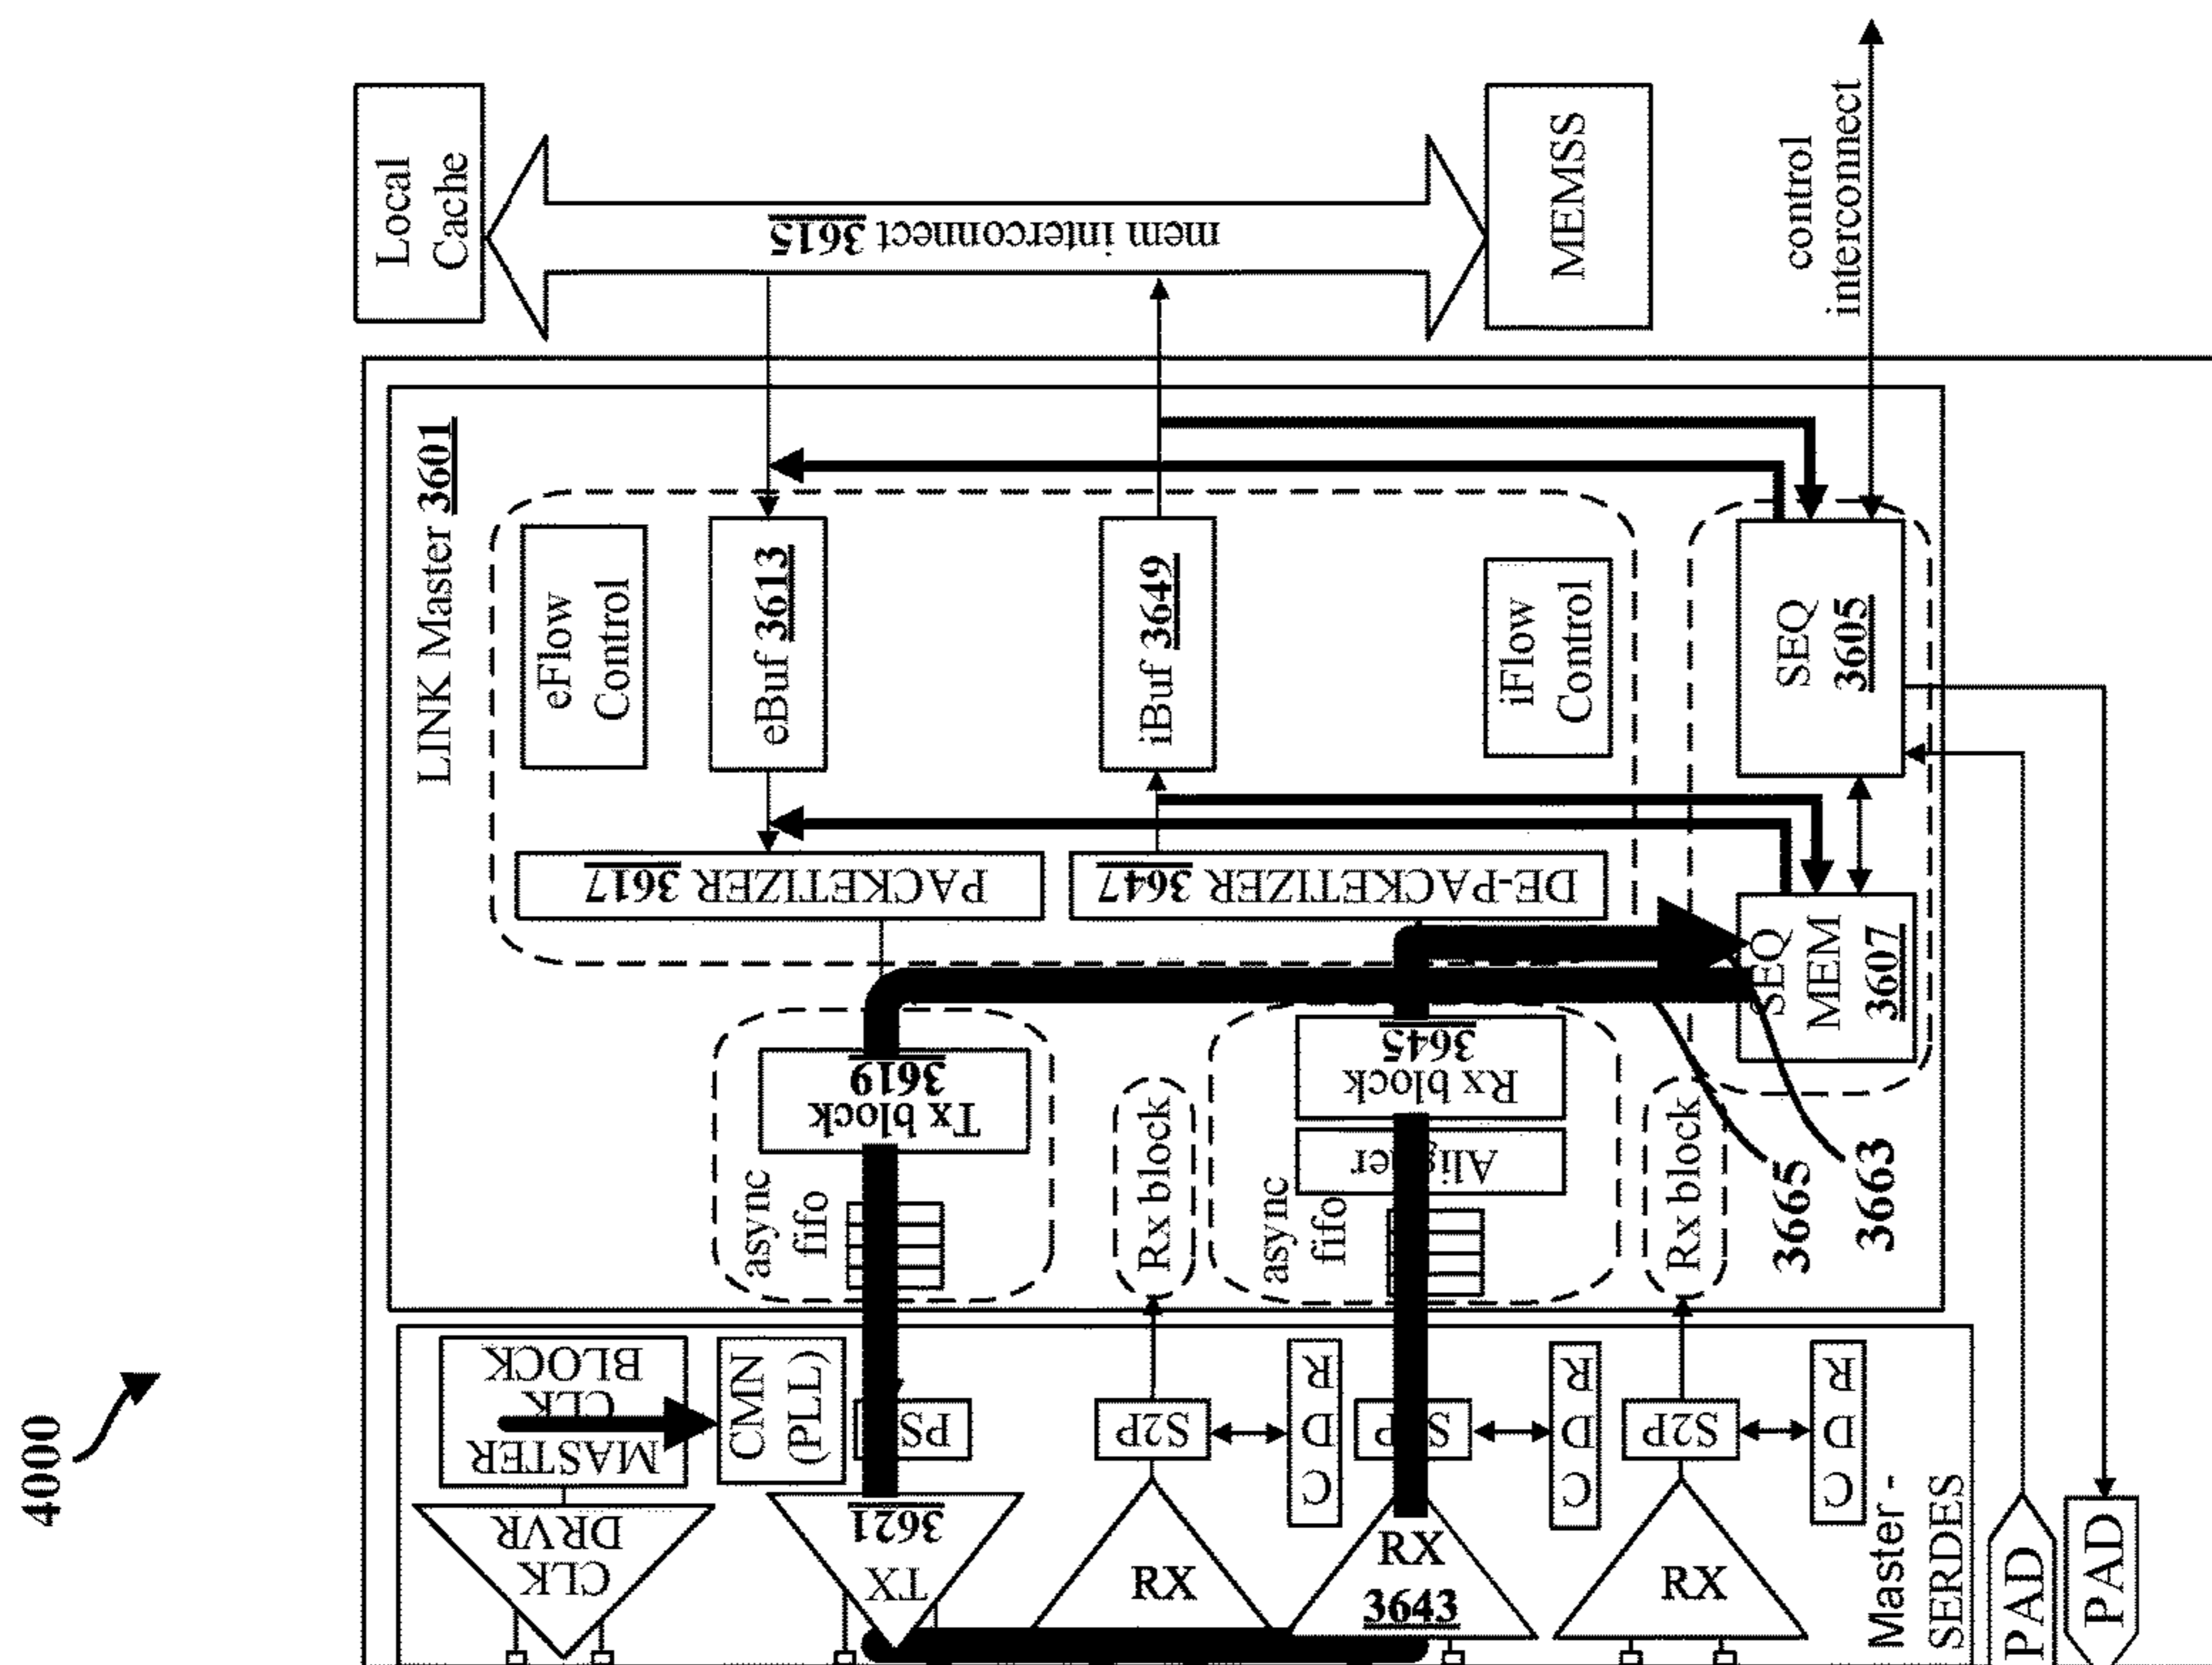 4000
Local
Cache
mem interconnect 3615
MEMSS
control
interconnect
LINK Master 3601
eFlow
Control
eBuf 3613
iBuf 3649
iFlow
Control
SEQ
3605
PACKETIZER 3617
DE-PACKETIZER 3647
SEQ
MEM
3607
Tx block
3619
async
fifo
Rx block
Rx block
3645
Aligner
async
fifo
Rx block
3665
3663
MASTER
CLK
BLOCK
CMN
(PLL)
PS
S2P
C D R
S P
C D R
S2P
C D R
CLK
DRVR
TX
3621
RX
RX
3643
RX
Master -
SERDES
PAD
PAD